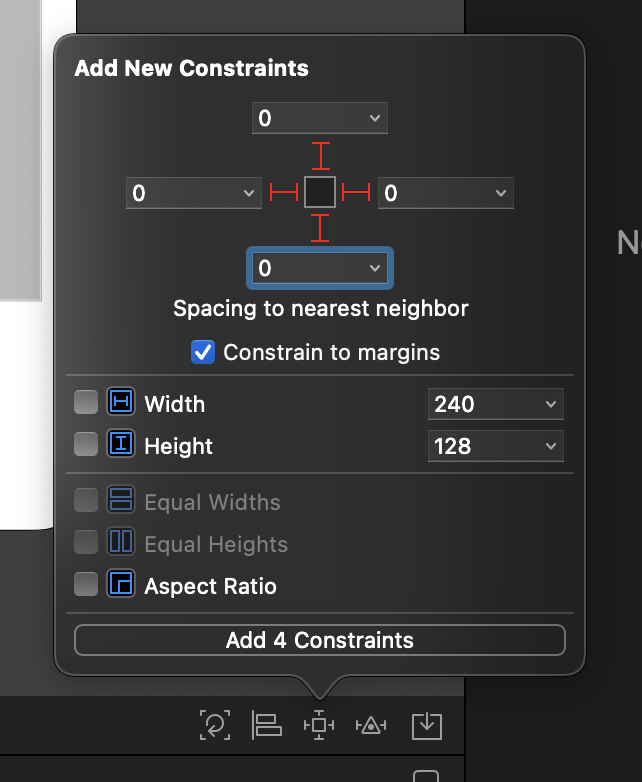 Add New Constraints
0
0
0
0
Spacing to nearest neighbor
Constrain to margins
Width
240
Height
128
Equal Widths
Equal Heights
Aspect Ratio
Add 4 Constraints